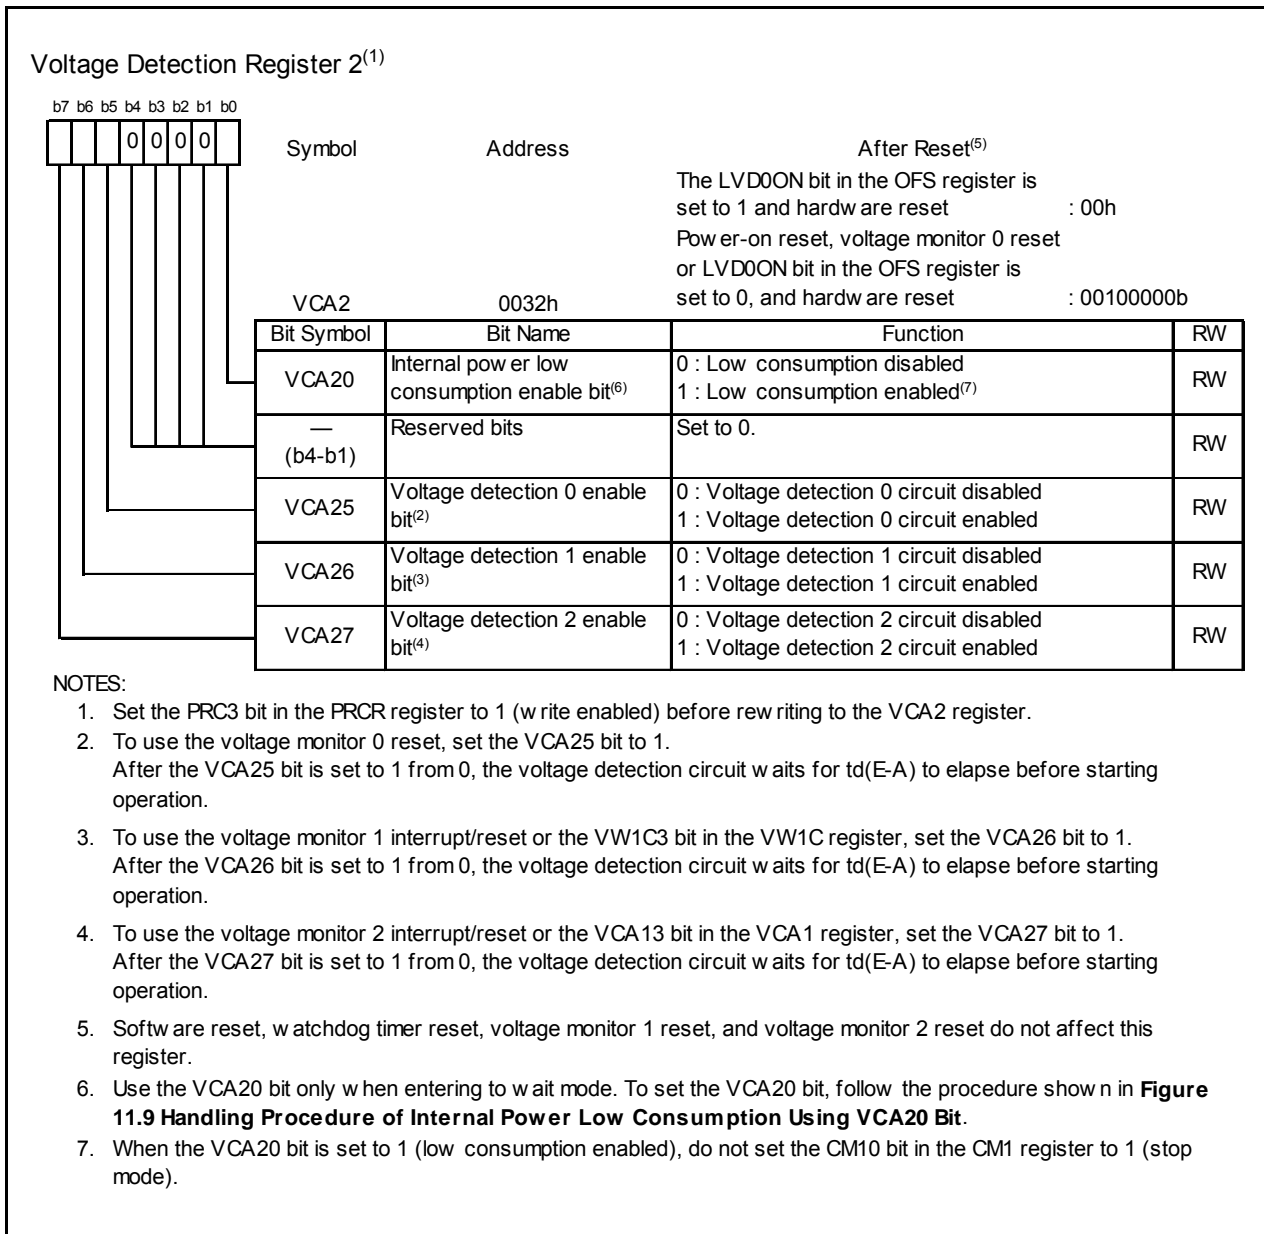 Voltage Detection Register 2(1)
b7 b6 b5 b4 b3 b2 b1 b0
0 0 0 0
Symbol Address After Reset(5)
The LVD0ON bit in the OFS register is
set to 1 and hardware reset : 00h
Power-on reset, voltage monitor 0 reset
or LVD0ON bit in the OFS register is
VCA2 0032h set to 0, and hardware reset : 00100000b
Bit Symbol Bit Name Function RW
VCA20 Internal power low consumption enable bit(6) 0 : Low consumption disabled RW
1 : Low consumption enabled(7)
— Reserved bits Set to 0. RW
(b4-b1)
VCA25 Voltage detection 0 enable bit(2) 0 : Voltage detection 0 circuit disabled RW
1 : Voltage detection 0 circuit enabled
VCA26 Voltage detection 1 enable bit(3) 0 : Voltage detection 1 circuit disabled RW
1 : Voltage detection 1 circuit enabled
VCA27 Voltage detection 2 enable bit(4) 0 : Voltage detection 2 circuit disabled RW
1 : Voltage detection 2 circuit enabled
NOTES:
1. Set the PRC3 bit in the PRCR register to 1 (write enabled) before rewriting to the VCA2 register.
2. To use the voltage monitor 0 reset, set the VCA25 bit to 1.
After the VCA25 bit is set to 1 from 0, the voltage detection circuit waits for td(E-A) to elapse before starting
operation.
3. To use the voltage monitor 1 interrupt/reset or the VW1C3 bit in the VW1C register, set the VCA26 bit to 1.
After the VCA26 bit is set to 1 from 0, the voltage detection circuit waits for td(E-A) to elapse before starting
operation.
4. To use the voltage monitor 2 interrupt/reset or the VCA13 bit in the VCA1 register, set the VCA27 bit to 1.
After the VCA27 bit is set to 1 from 0, the voltage detection circuit waits for td(E-A) to elapse before starting
operation.
5. Software reset, watchdog timer reset, voltage monitor 1 reset, and voltage monitor 2 reset do not affect this
register.
6. Use the VCA20 bit only when entering to wait mode. To set the VCA20 bit, follow the procedure shown in Figure
11.9 Handling Procedure of Internal Power Low Consumption Using VCA20 Bit.
7. When the VCA20 bit is set to 1 (low consumption enabled), do not set the CM10 bit in the CM1 register to 1 (stop
mode).